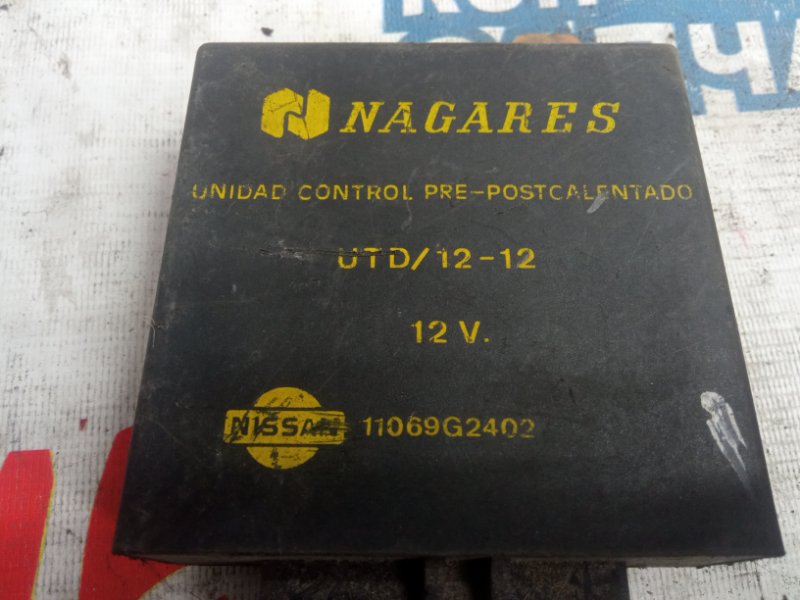 NAGARES
UNIDAD CONTROL PRE-POSTCALENTADO
UTD/12-12
12 V.
NISSAN 11069G2402